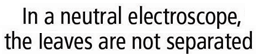 In a neutral electroscope,
the leaves are not separated